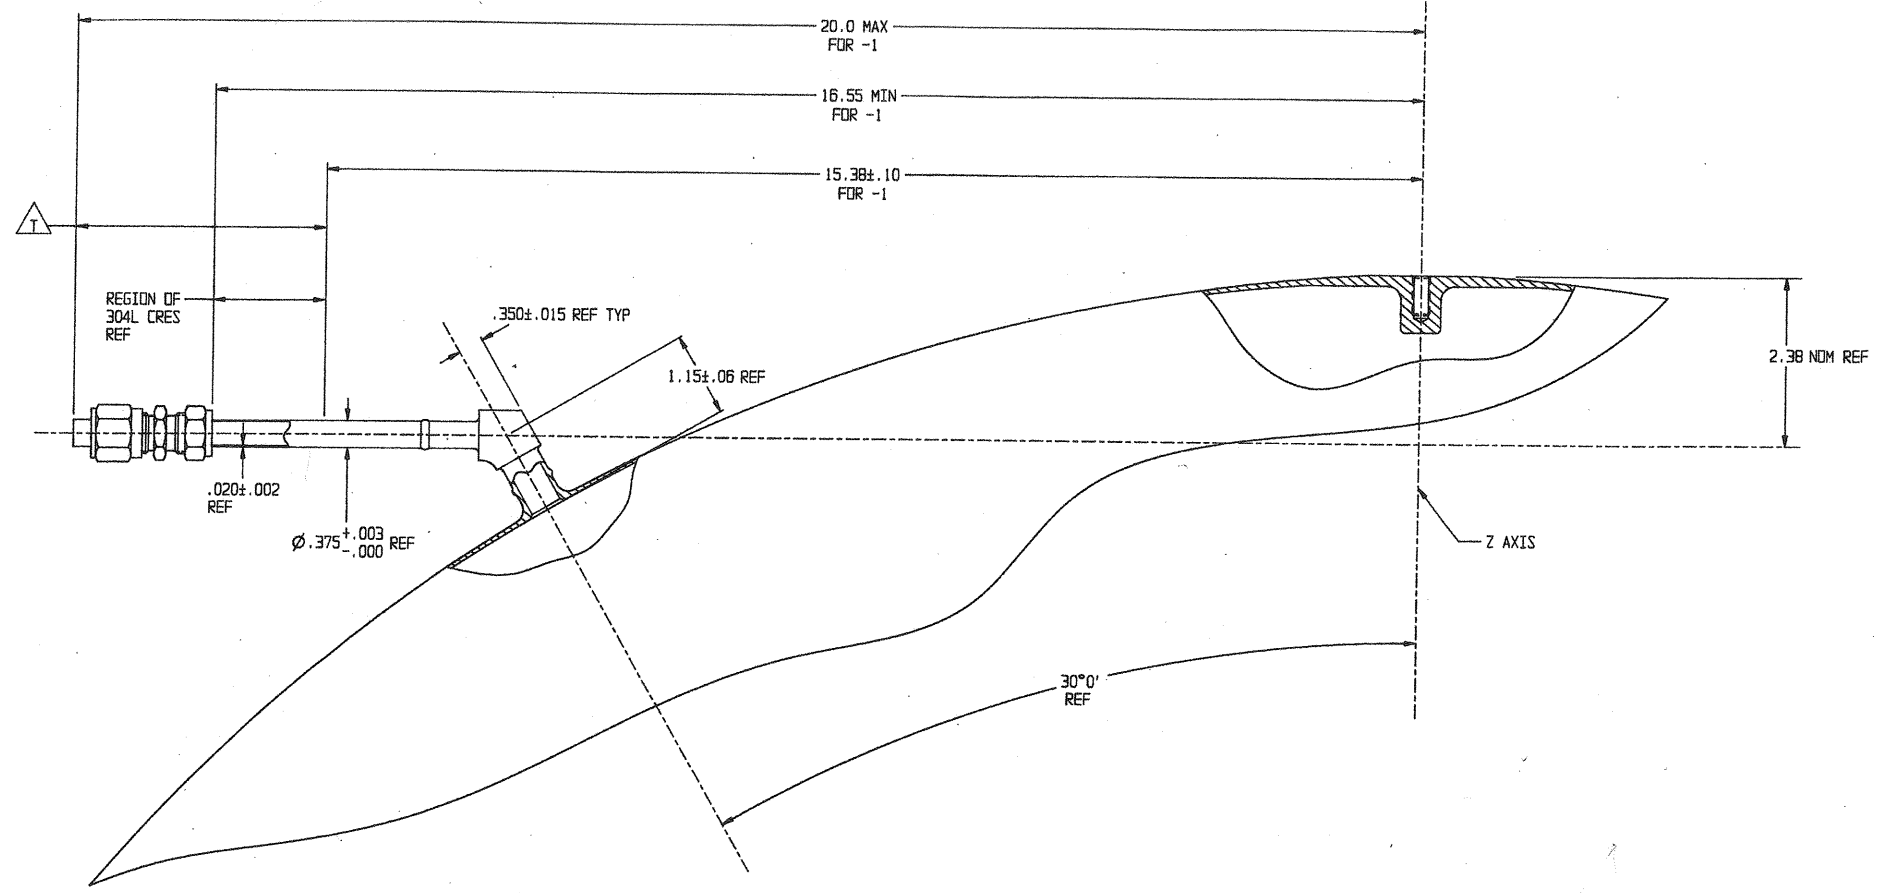 20.0 MAX
FOR -1
16.55 MIN
FOR -1
15.38±.10
FOR -1
T
REGION OF
304L CRES
REF
.350±.015 REF TYP
1.15±.06 REF
2.38 NOM REF
.020±.002
REF
Ø.375 +.003 -.000 REF
Z AXIS
30°0'
REF